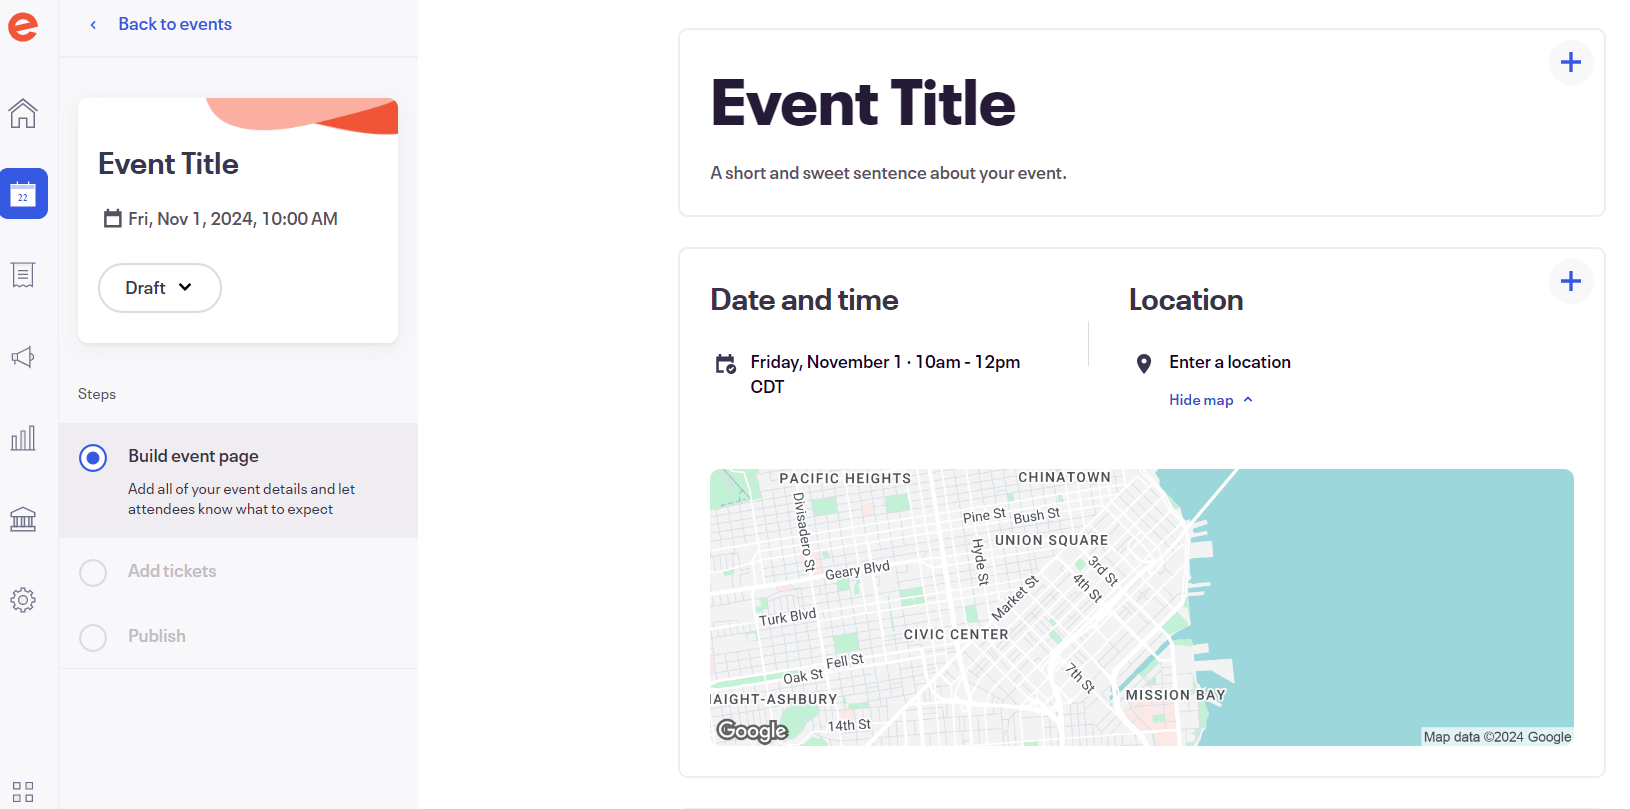 Back to events
22
Event Title
Fri, Nov 1, 2024, 10:00 AM
Draft
Steps
Build event page
Add all of your event details and let
attendees know what to expect
Add tickets
Publish
Event Title
A short and sweet sentence about your event.
Date and time
Friday, November 1 · 10am - 12pm
CDT
Location
Enter a location
Hide map
PACIFIC HEIGHTS
CHINATOWN
Divisadero St
Pine St
Bush St
UNION SQUARE
Hyde St
Geary Blvd
3rd St
4th St
Market St
Turk Blvd
CIVIC CENTER
Fell St
Oak St
7th St
MISSION BAY
HAIGHT-ASHBURY
14th St
Google
Map data ©2024 Google